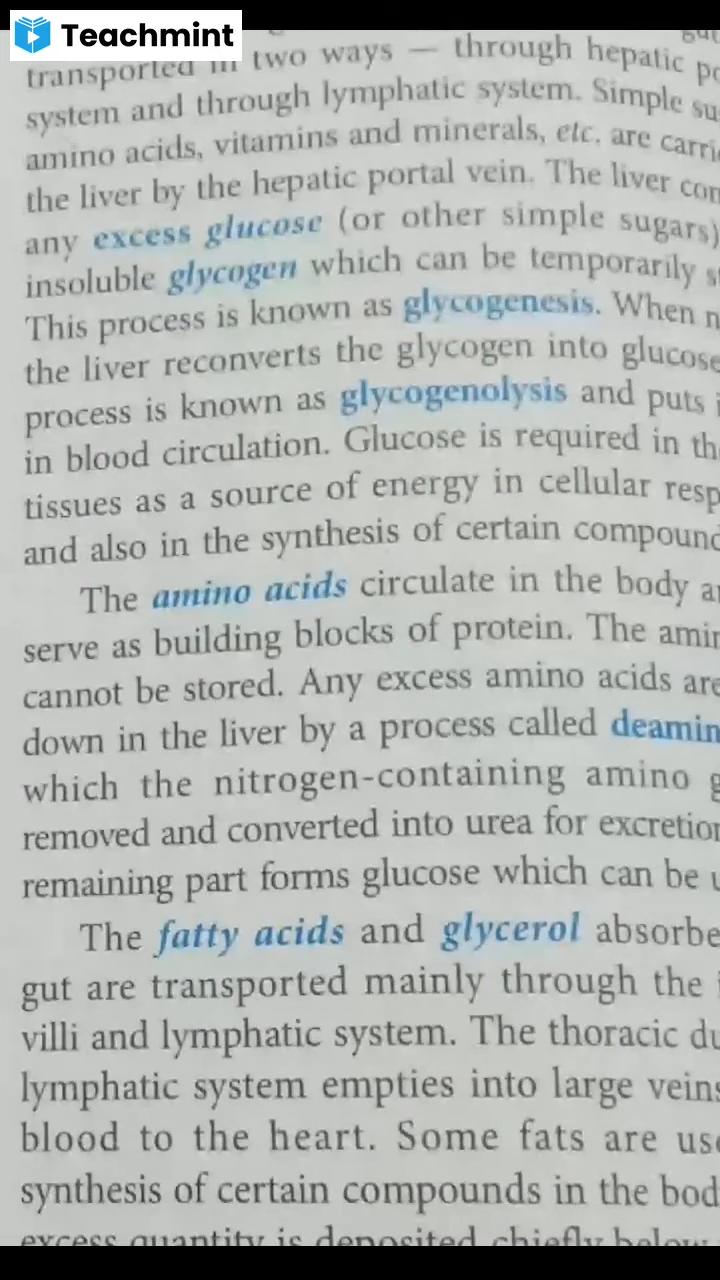 Teachmint
transported in two ways — through hepatic
system and through lymphatic system. Simple
amino acids, vitamins and minerals, etc. are
the liver by the hepatic portal vein. The liver
any excess glucose (or other simple sugars)
insoluble glycogen which can be temporarily
This process is known as glycogenesis. When
the liver reconverts the glycogen into glucose
process is known as glycogenolysis and puts
in blood circulation. Glucose is required in
tissues as a source of energy in cellular
and also in the synthesis of certain
The amino acids circulate in the body
serve as building blocks of protein. The
cannot be stored. Any excess amino acids are
down in the liver by a process called
which the nitrogen-containing amino
removed and converted into urea for
remaining part forms glucose which can be
The fatty acids and glycerol
gut are transported mainly through the
villi and lymphatic system. The thoracic
lymphatic system empties into large veins
blood to the heart. Some fats are
synthesis of certain compounds in the
excess quantity is deposited chiefly below